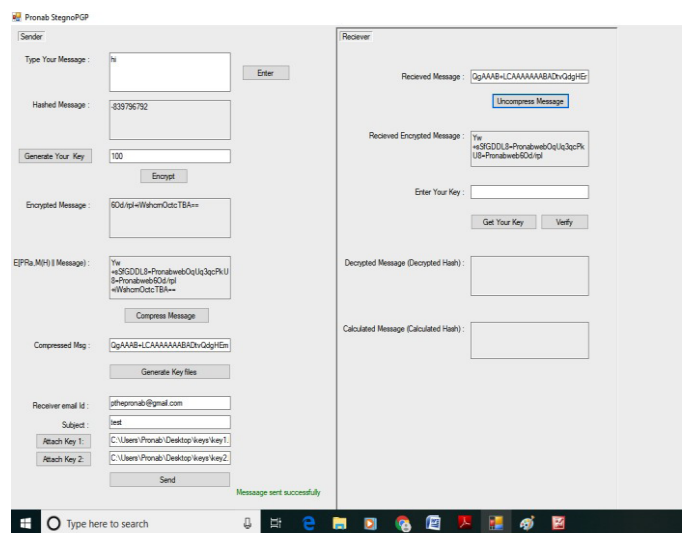 Pronab StegnoPGP
Sender
Type Your Message :
hi
Enter
Hashed Message :
-839796792
Generate Your Key
100
Encrypt
Encrypted Message :
6Od/rpl+iWshcmOctcTBA==
E[PRa,M(H) II Message) :
Yw
+sSfGDDL8=PronabwebOqUq3qcPkU
8=Pronabweb6Od/rpl
+iWshcmOctcTBA==
Compress Message
Compressed Msg :
QgAAAB+LCAAAAAAABADtvQdgHEm
Generate Key files
Receiver email Id :
pthepronab@gmail.com
Subject :
test
Attach Key 1:
C:\Users\Pronab\Desktop\keys\key1.
Attach Key 2:
C:\Users\Pronab\Desktop\keys\key2.
Send
Messaage sent successfully
Reciever
Recieved Message :
QgAAAB+LCAAAAAAABADtvQdgHEr
Uncompress Message
Recieved Encrypted Message :
Yw
+sSfGDDL8=PronabwebOqUq3qcPk
U8=Pronabweb6Od/rpl
Enter Your Key :
Get Your Key
Verify
Decrypted Message (Decrypted Hash) :
Calculated Message (Calculated Hash) :
Type here to search